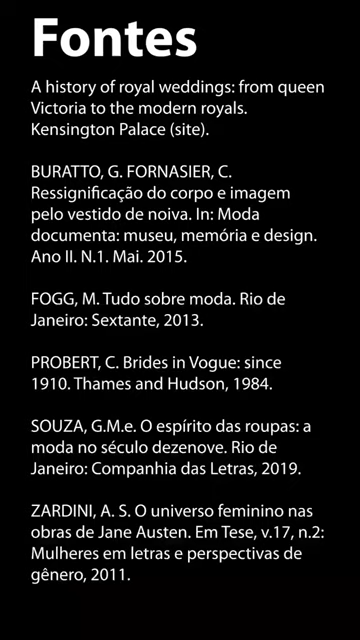 Fontes
A history of royal weddings: from queen
Victoria to the modern royals.
Kensington Palace (site).
BURATTO, G. FORNASIER, C.
Ressignificação do corpo e imagem
pelo vestido de noiva. In: Moda
documenta: museu, memória e design.
Ano II. N.1. Mai. 2015.
FOGG, M. Tudo sobre moda. Rio de
Janeiro: Sextante, 2013.
PROBERT, C. Brides in Vogue: since
1910. Thames and Hudson, 1984.
SOUZA, G.M.e. O espírito das roupas: a
moda no século dezenove. Rio de
Janeiro: Companhia das Letras, 2019.
ZARDINI, A. S. O universo feminino nas
obras de Jane Austen. Em Tese, v.17, n.2:
Mulheres em letras e perspectivas de
gênero, 2011.